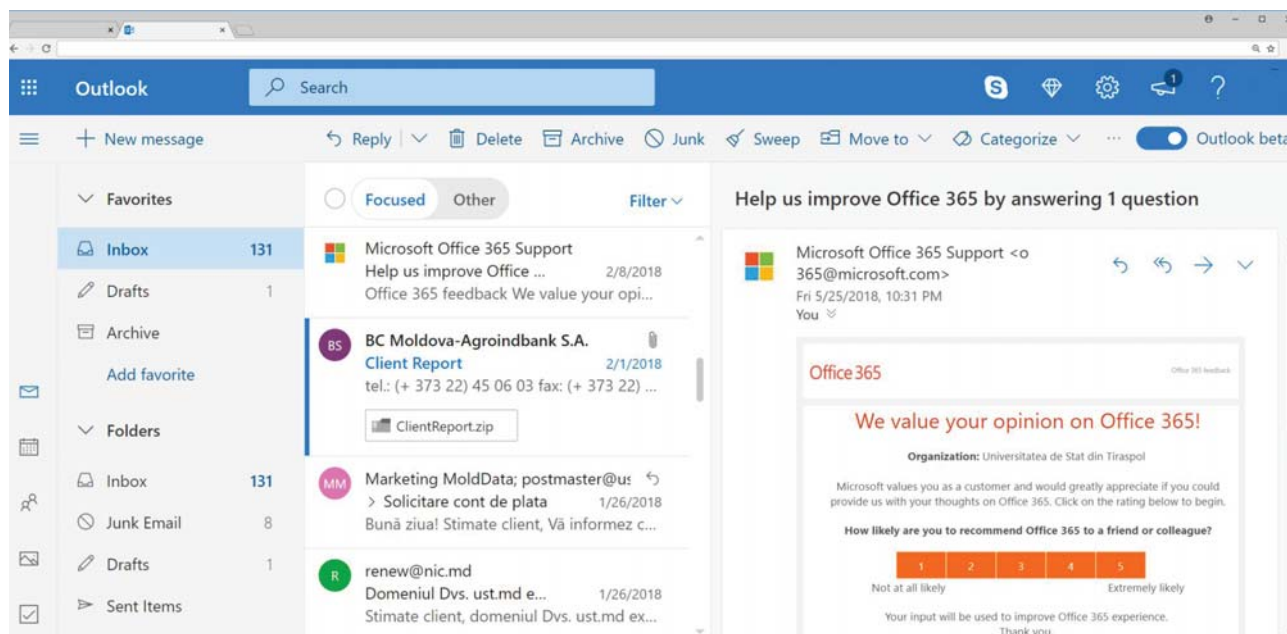 Outlook
Search
1
New message
Reply
Delete
Archive
Junk
Sweep
Move to
Categorize
Outlook beta
Favorites
Inbox 131
Drafts 1
Archive
Add favorite
Folders
Inbox 131
Junk Email 8
Drafts 1
Sent Items
Focused
Other
Filter
Microsoft Office 365 Support
Help us improve Office ... 2/8/2018
Office 365 feedback We value your opi...
BS
BC Moldova-Agroindbank S.A.
Client Report 2/1/2018
tel.: (+ 373 22) 45 06 03 fax: (+ 373 22) ...
ClientReport.zip
MM
Marketing MoldData; postmaster@us
> Solicitare cont de plata 1/26/2018
Bună ziua! Stimate client, Vă informez c...
R
renew@nic.md
Domeniul Dvs. ust.md e... 1/26/2018
Stimate client, domeniul Dvs. ust.md ex...
Help us improve Office 365 by answering 1 question
Microsoft Office 365 Support <o
365@microsoft.com>
Fri 5/25/2018, 10:31 PM
You
Office 365
Office 365 feedback
We value your opinion on Office 365!
Organization: Universitatea de Stat din Tiraspol
Microsoft values you as a customer and would greatly appreciate if you could
provide us with your thoughts on Office 365. Click on the rating below to begin.
How likely are you to recommend Office 365 to a friend or colleague?
1 2 3 4 5
Not at all likely Extremely likely
Your input will be used to improve Office 365 experience.
Thank you